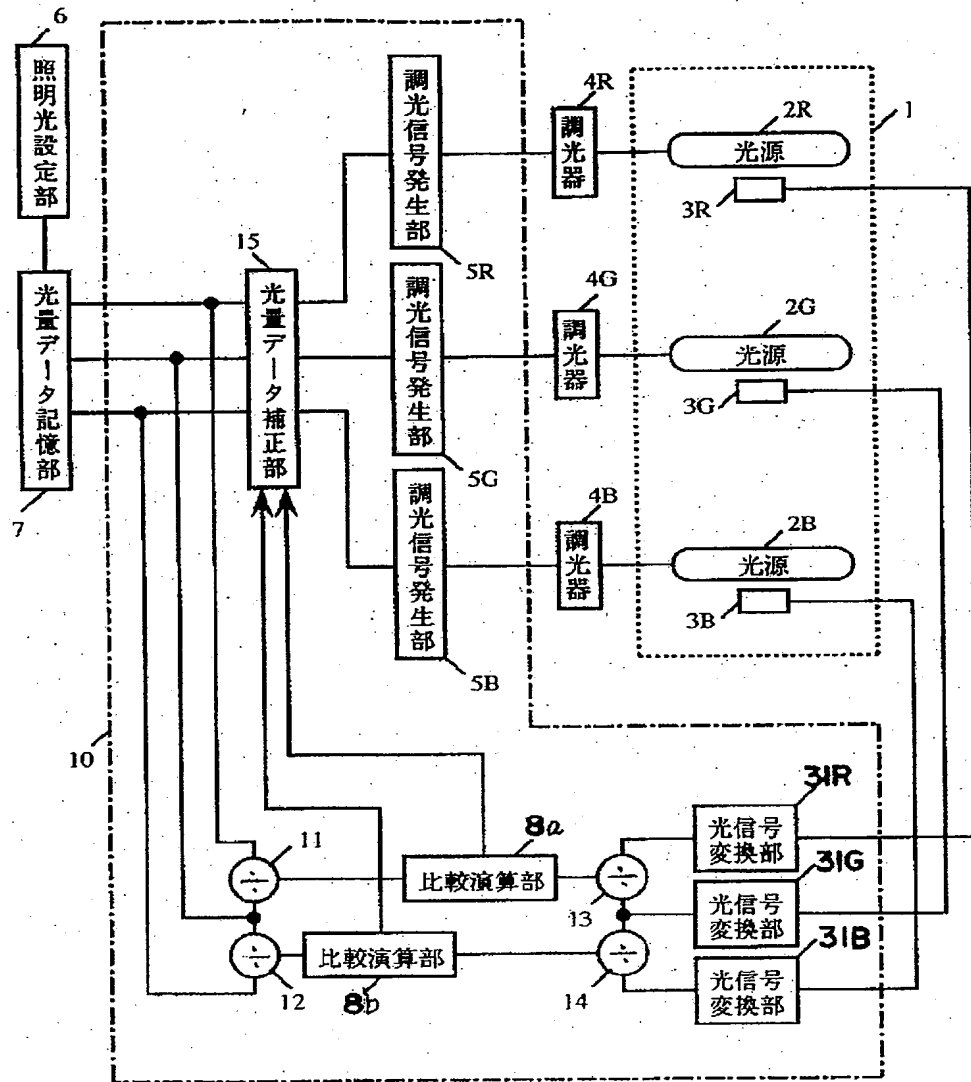 6
照明光設定部
光量データ記憶部
7
10
15
光量データ補正部
調光信号発生部
5R
調光信号発生部
5G
調光信号発生部
5B
4R
調光器
4G
調光器
4B
調光器
1
2R
光源
3R
2G
光源
3G
2B
光源
3B
11
÷
12
÷
8a
比較演算部
8b
比較演算部
13
÷
14
÷
31R
光信号
変換部
31G
光信号
変換部
31B
光信号
変換部